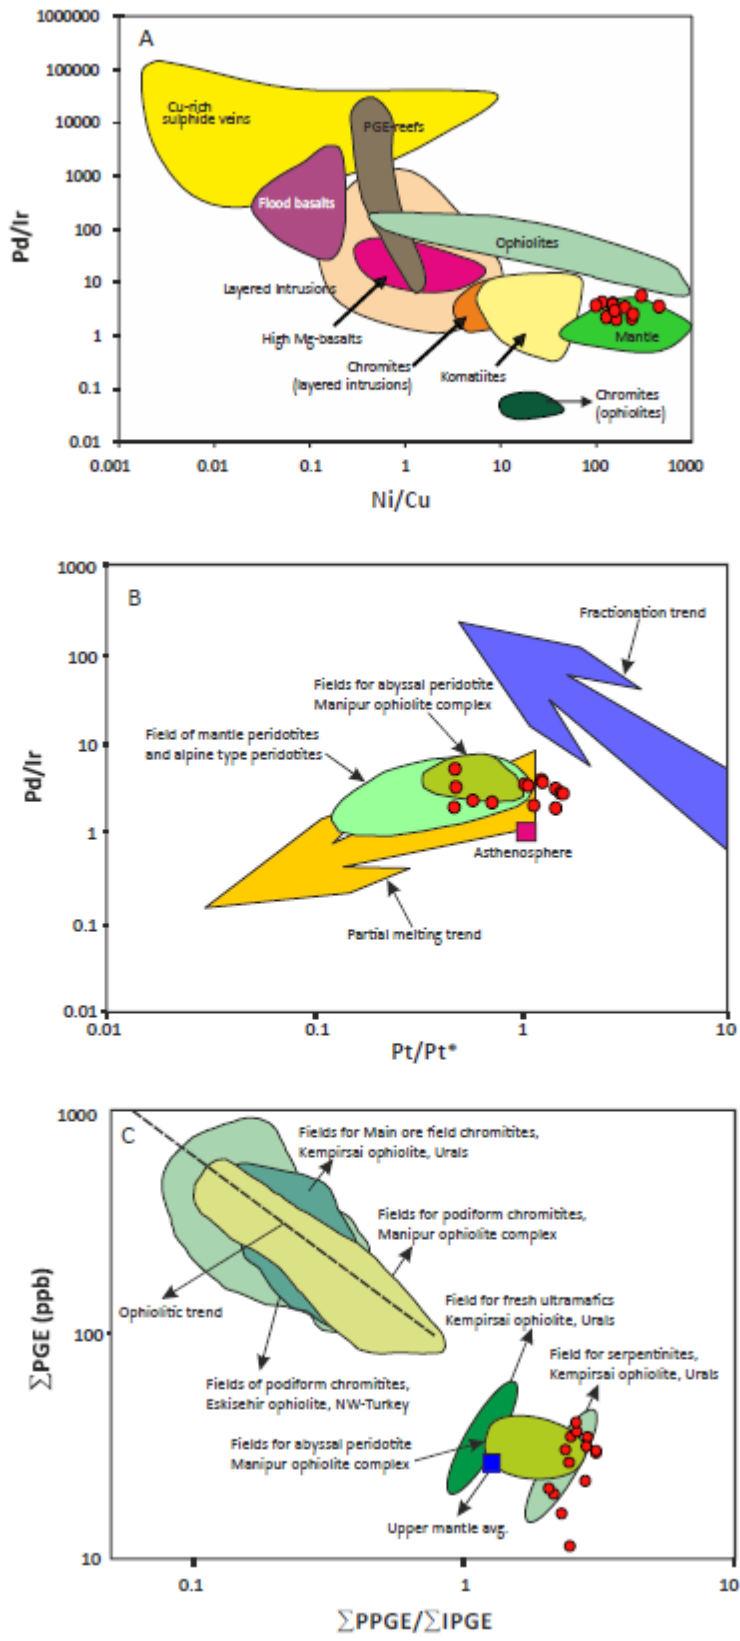 1000000
A
100000
Cu-rich
sulphide veins
10000
PGE-reefs
1000
Flood basalts
Pd/Ir
100
Ophiolites
10
Layered Intrusions
High Mg-basalts
1
Mantle
Chromites
(layered intrusions)
Komatiites
0.1
Chromites
(ophiolites)
0.01
0.001
0.01
0.1
1
10
100
1000
Ni/Cu
1000
B
Fractionation trend
100
Fields for abyssal peridotite
Manipur ophiolite complex
Field of mantle peridotites
and alpine type peridotites
10
Pd/Ir
1
Asthenosphere
Partial melting trend
0.1
0.01
0.01
0.1
1
10
Pt/Pt*
1000
C
Fields for Main ore field chromitites,
Kempirsai ophiolite, Urals
Fields for podiform chromitites,
Manipur ophiolite complex
∑PGE (ppb)
Ophiolitic trend
100
Field for fresh ultramafics
Kempirsai ophiolite, Urals
Field for serpentinites,
Kempirsai ophiolite, Urals
Fields of podiform chromitites,
Eskisehir ophiolite, NW-Turkey
Fields for abyssal peridotite
Manipur ophiolite complex
Upper mantle avg.
10
0.1
1
10
∑PPGE/∑IPGE